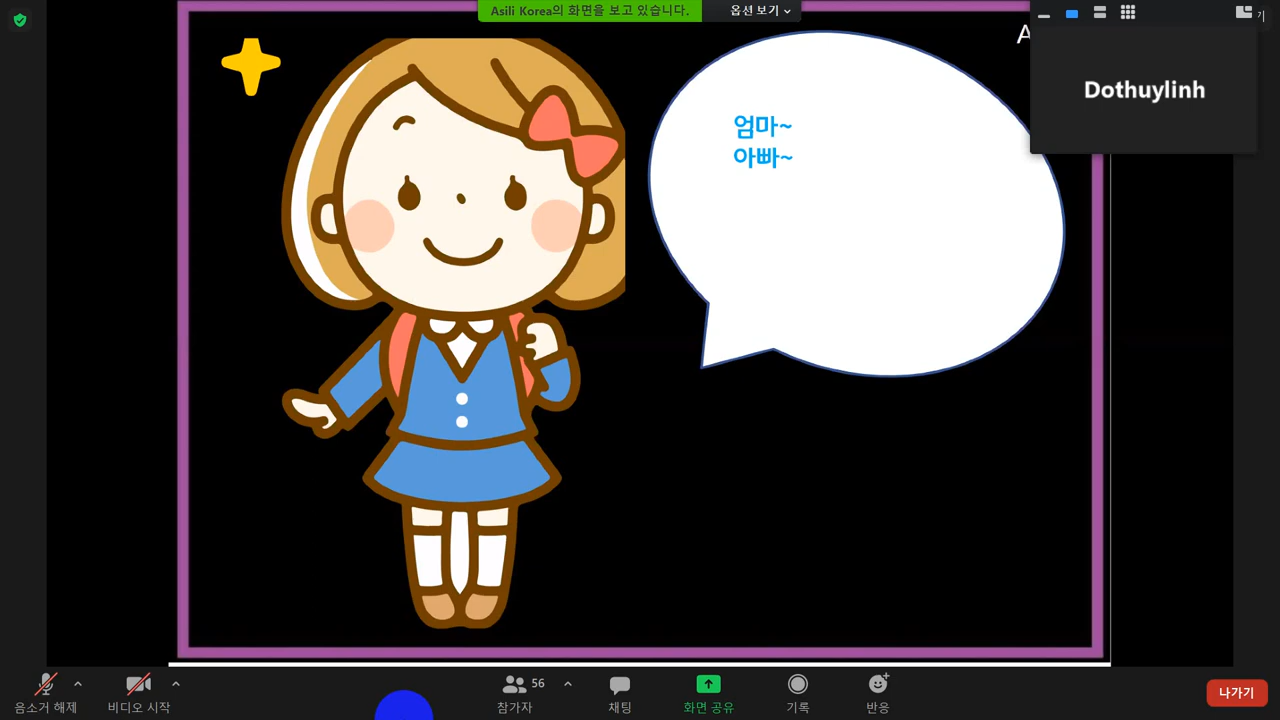 Asili Korea의 화면을 보고 있습니다.
옵션 보기
기
A
Dothuylinh
엄마~
아빠~
음소거 해제
비디오 시작
56
참가자
채팅
화면 공유
기록
반응
나가기